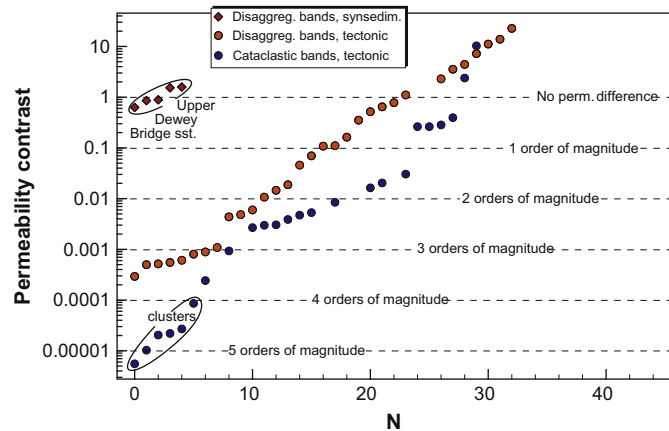 Disaggreg. bands, synsedim.
Disaggreg. bands, tectonic
Cataclastic bands, tectonic
Permeability contrast
10
1
0.1
0.01
0.001
0.0001
0.00001
Upper
Dewey
Bridge sst.
No perm. difference
1 order of magnitude
2 orders of magnitude
3 orders of magnitude
4 orders of magnitude
clusters
5 orders of magnitude
0
10
20
30
40
N